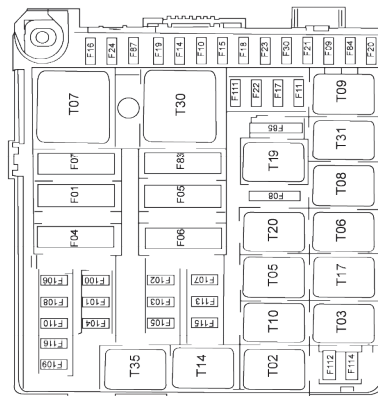 F16 F24 F87 F19 F14 F10 F15 F18 F23 F30 F21 F09 F84 F20
T07 T30 F111 F22 F17 F11 T09
F85
T31
F07 F83 T19
T08
F01 F05 F08
F04 F06 T20 T06
F106 F100 F102 F107 T05 T17
F108 F101 F103 F113
F110 F104 F105 F115 T10 T03
F116
F109 T35 T14 T02 F112 F114